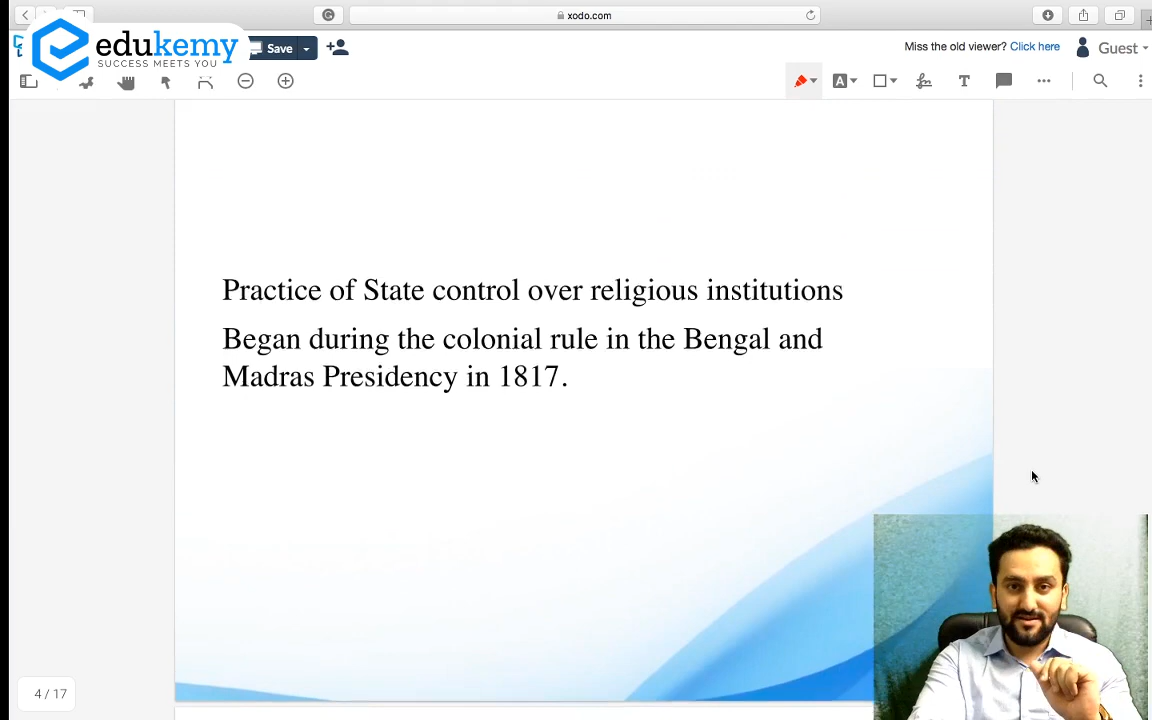 xodo.com
edukemy
SUCCESS MEETS YOU
Save
Miss the old viewer? Click here
Guest
A
T
Practice of State control over religious institutions
Began during the colonial rule in the Bengal and
Madras Presidency in 1817.
4 / 17